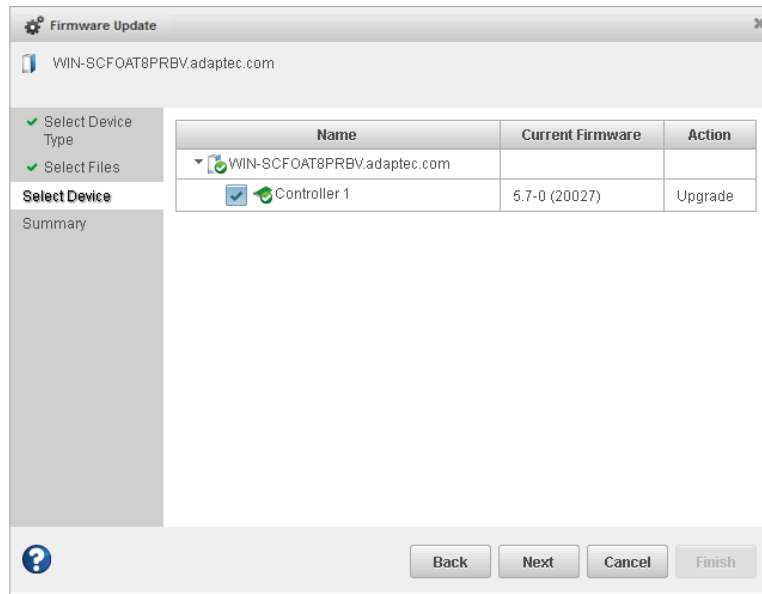 Firmware Update
WIN-SCFOAT8PRBV.adaptec.com
Select Device
Type
Select Files
Select Device
Summary
Name Current Firmware Action
WIN-SCFOAT8PRBV.adaptec.com
Controller 1 5.7-0 (20027) Upgrade
? Back Next Cancel Finish